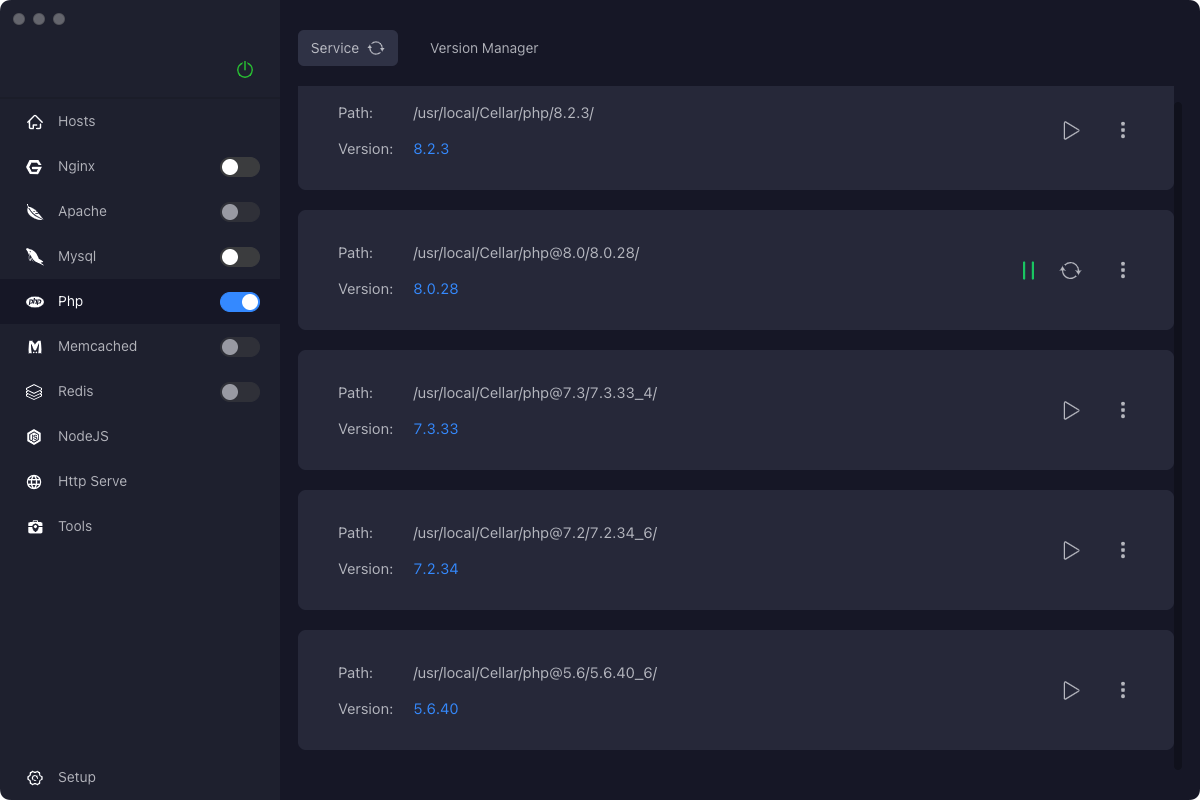 Service
Version Manager
Hosts
Nginx
Apache
Mysql
Php
Memcached
Redis
NodeJS
Http Serve
Tools
Setup
Path: /usr/local/Cellar/php/8.2.3/
Version: 8.2.3
Path: /usr/local/Cellar/php@8.0/8.0.28/
Version: 8.0.28
Path: /usr/local/Cellar/php@7.3/7.3.33_4/
Version: 7.3.33
Path: /usr/local/Cellar/php@7.2/7.2.34_6/
Version: 7.2.34
Path: /usr/local/Cellar/php@5.6/5.6.40_6/
Version: 5.6.40